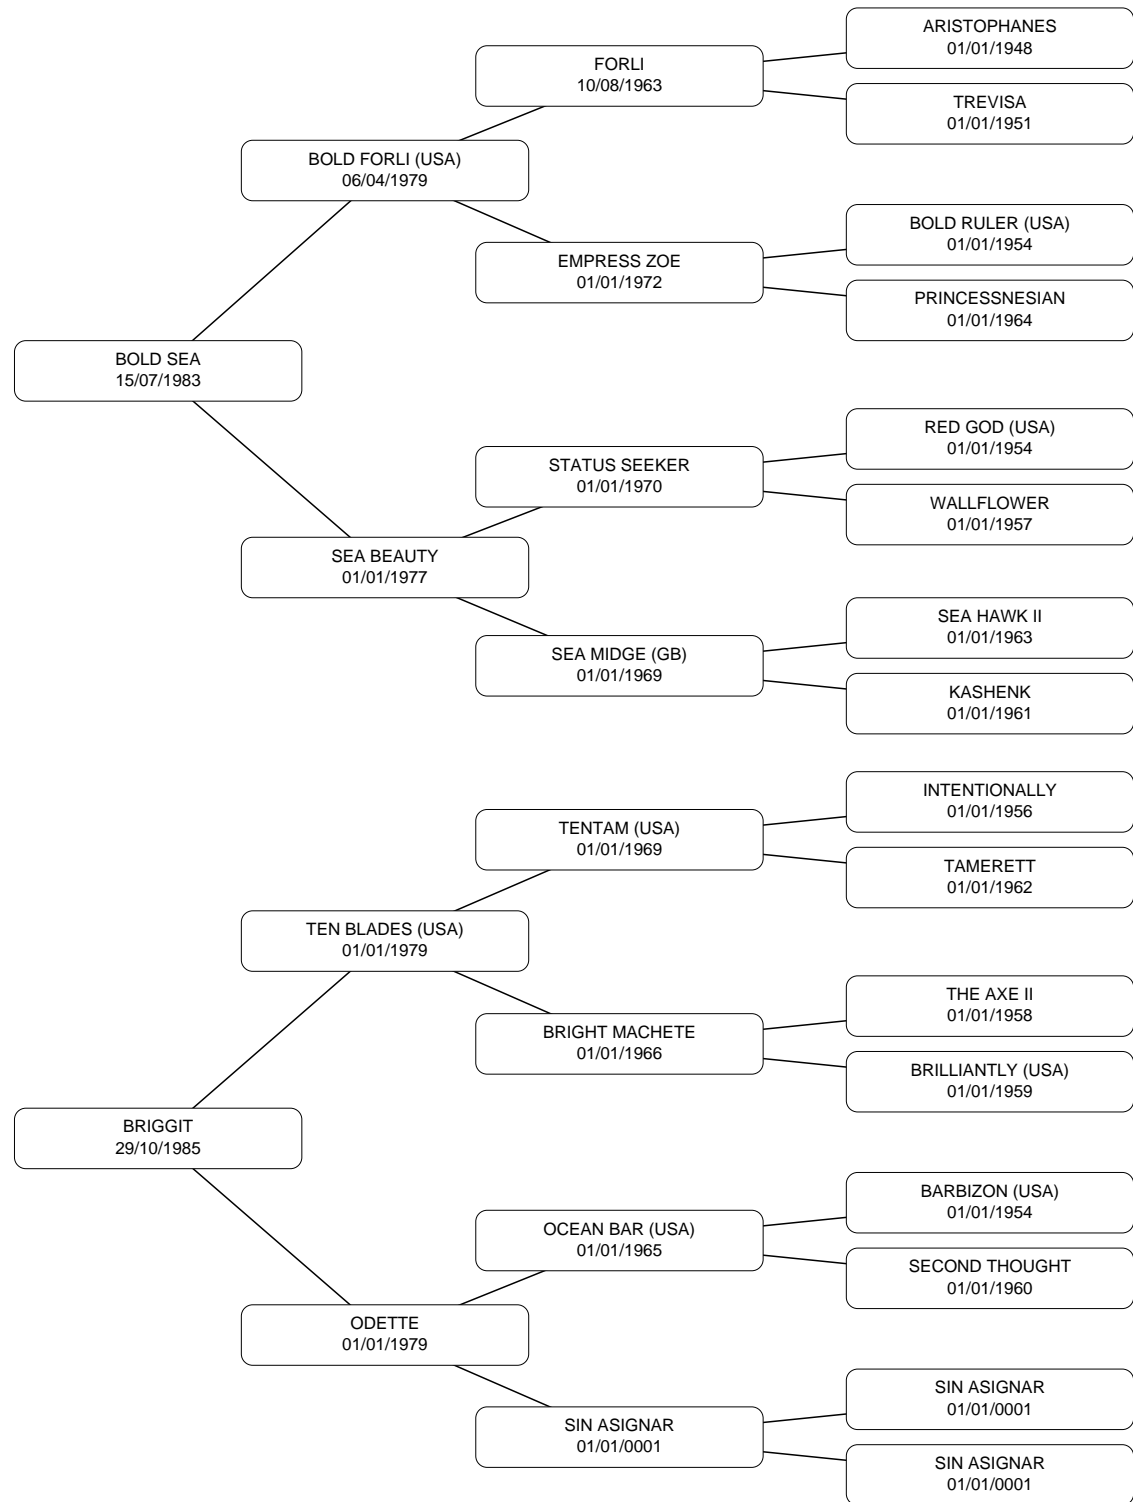 ARISTOPHANES
01/01/1948
FORLI
10/08/1963
TREVISA
01/01/1951
BOLD FORLI (USA)
06/04/1979
BOLD RULER (USA)
01/01/1954
EMPRESS ZOE
01/01/1972
PRINCESSNESIAN
01/01/1964
BOLD SEA
15/07/1983
RED GOD (USA)
01/01/1954
STATUS SEEKER
01/01/1970
WALLFLOWER
01/01/1957
SEA BEAUTY
01/01/1977
SEA HAWK II
01/01/1963
SEA MIDGE (GB)
01/01/1969
KASHENK
01/01/1961
INTENTIONALLY
01/01/1956
TENTAM (USA)
01/01/1969
TAMERETT
01/01/1962
TEN BLADES (USA)
01/01/1979
THE AXE II
01/01/1958
BRIGHT MACHETE
01/01/1966
BRILLIANTLY (USA)
01/01/1959
BRIGGIT
29/10/1985
BARBIZON (USA)
01/01/1954
OCEAN BAR (USA)
01/01/1965
SECOND THOUGHT
01/01/1960
ODETTE
01/01/1979
SIN ASIGNAR
01/01/0001
SIN ASIGNAR
01/01/0001
SIN ASIGNAR
01/01/0001